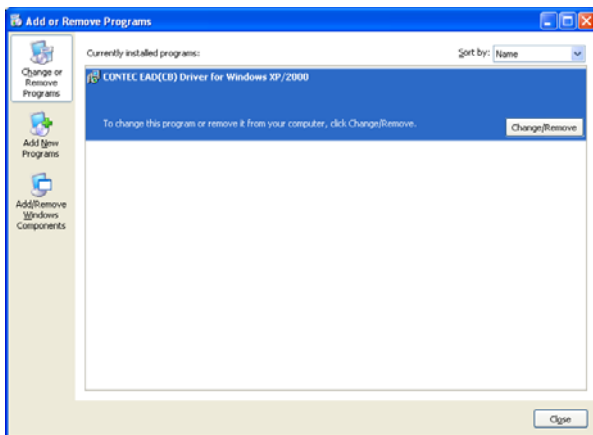 Add or Remove Programs
Change or
Remove
Programs
Add New
Programs
Add/Remove
Windows
Components
Currently installed programs:
Sort by: Name
CONTEC EAD(CB) Driver for Windows XP/2000
To change this program or remove it from your computer, click Change/Remove.
Change/Remove
Close